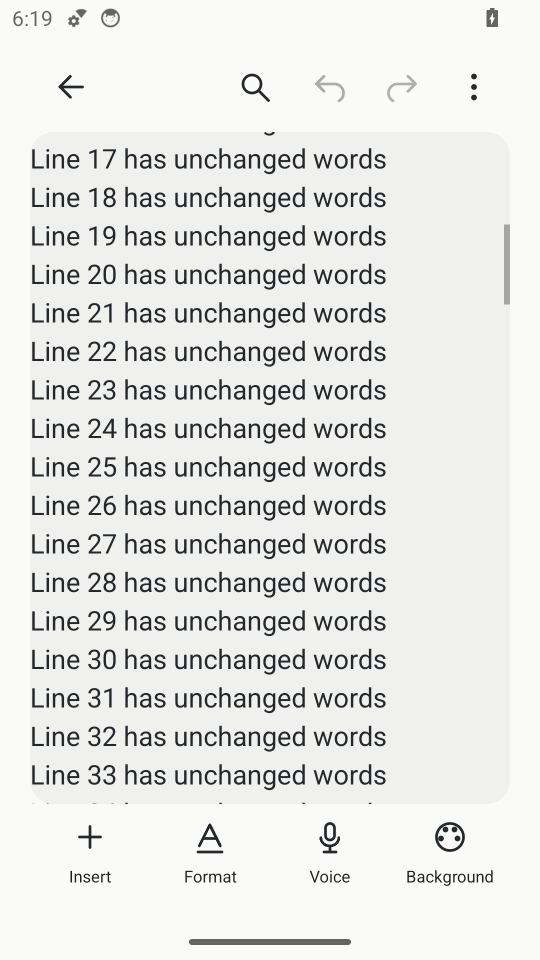 6:19
Line 17 has unchanged words
Line 18 has unchanged words
Line 19 has unchanged words
Line 20 has unchanged words
Line 21 has unchanged words
Line 22 has unchanged words
Line 23 has unchanged words
Line 24 has unchanged words
Line 25 has unchanged words
Line 26 has unchanged words
Line 27 has unchanged words
Line 28 has unchanged words
Line 29 has unchanged words
Line 30 has unchanged words
Line 31 has unchanged words
Line 32 has unchanged words
Line 33 has unchanged words
Insert Format Voice Background